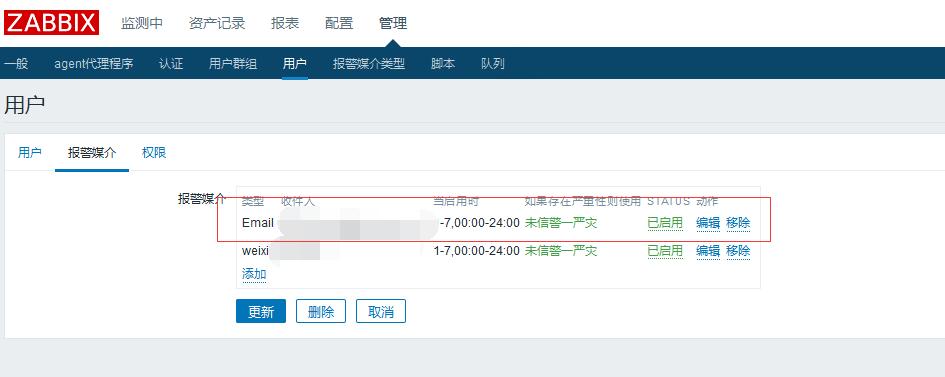 ZABBIX 监测中 资产记录 报表 配置 管理
一般 agent代理程序 认证 用户群组 用户 报警媒介类型 脚本 队列
用户
用户 报警媒介 权限
报警媒介 类型 收件人 当启用时 如果存在严重性则使用 STATUS 动作
Email -7,00:00-24:00 未信警一严灾 已启用 编辑 移除
weixi 1-7,00:00-24:00 未信警一严灾 已启用 编辑 移除
添加
更新 删除 取消